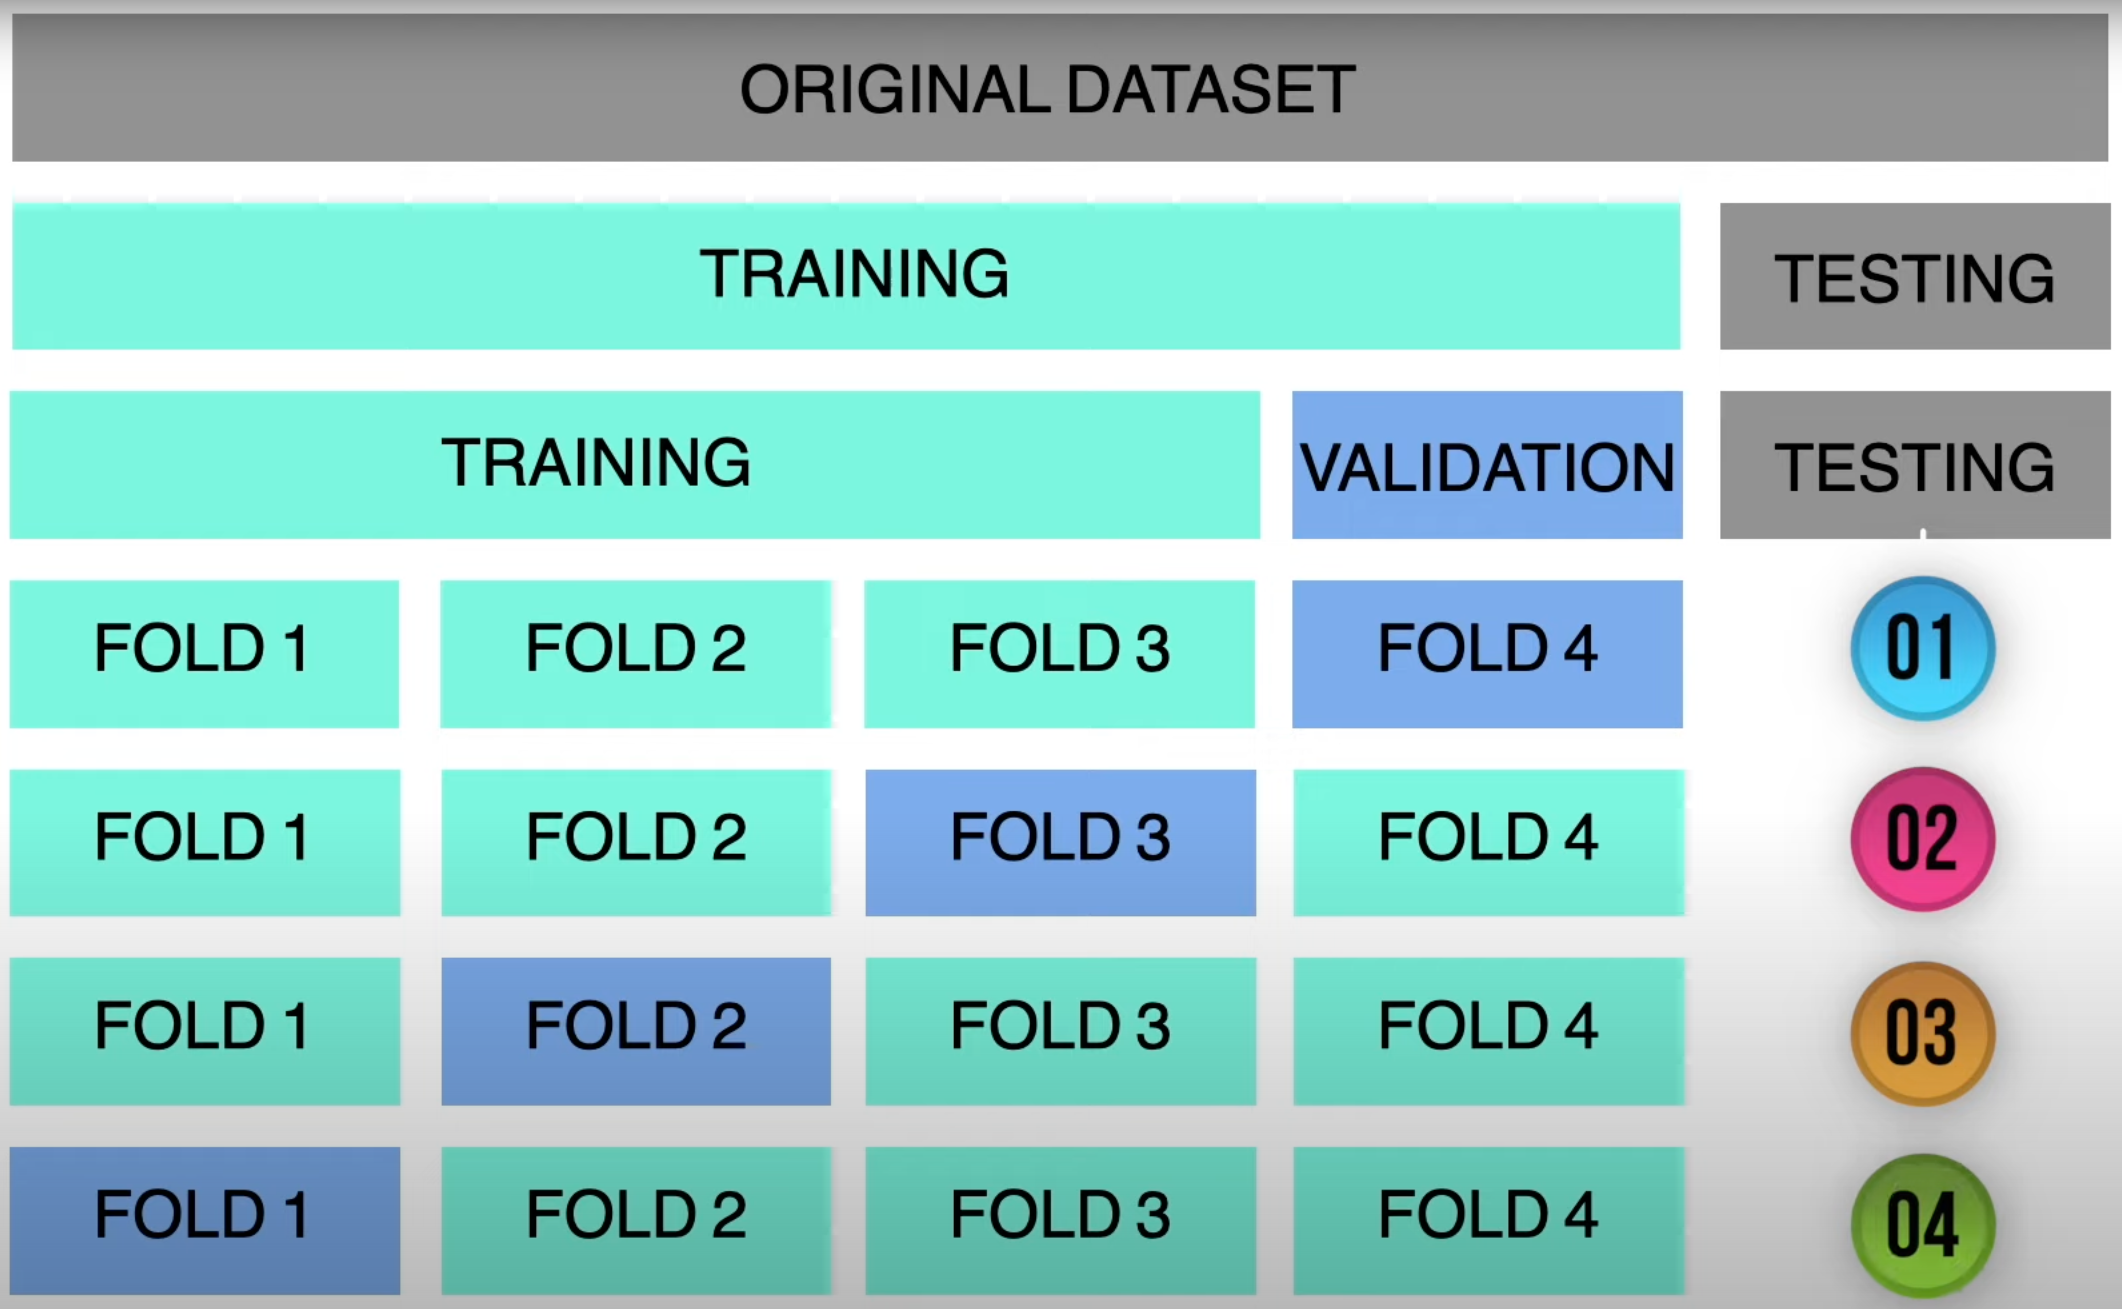 ORIGINAL DATASET
TRAINING TESTING
TRAINING VALIDATION TESTING
FOLD 1 FOLD 2 FOLD 3 FOLD 4 01
FOLD 1 FOLD 2 FOLD 3 FOLD 4 02
FOLD 1 FOLD 2 FOLD 3 FOLD 4 03
FOLD 1 FOLD 2 FOLD 3 FOLD 4 04